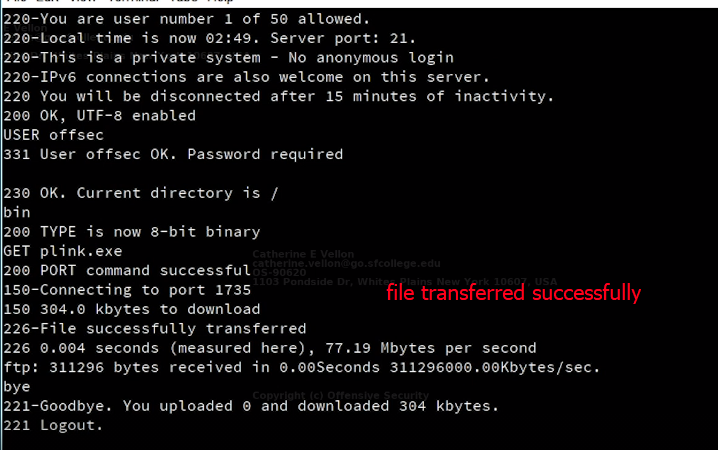 220-You are user number 1 of 50 allowed.
220-Local time is now 02:49. Server port: 21.
220-This is a private system - No anonymous login
220-IPv6 connections are also welcome on this server.
220 You will be disconnected after 15 minutes of inactivity.
200 OK, UTF-8 enabled
USER offsec
331 User offsec OK. Password required
230 OK. Current directory is /
bin
200 TYPE is now 8-bit binary
GET plink.exe
Catherine E Vellon
catherine.vellon@go.sfcollege.edu
200 PORT command successful
OS-90620
1103 Pondside Dr, White Plains New York 10607, USA
150-Connecting to port 1735
file transferred successfully
150 304.0 kbytes to download
226-File successfully transferred
226 0.004 seconds (measured here), 77.19 Mbytes per second
ftp: 311296 bytes received in 0.00Seconds 311296000.00Kbytes/sec.
bye
Copyright (c) Offensive Security
221-Goodbye. You uploaded 0 and downloaded 304 kbytes.
221 Logout.